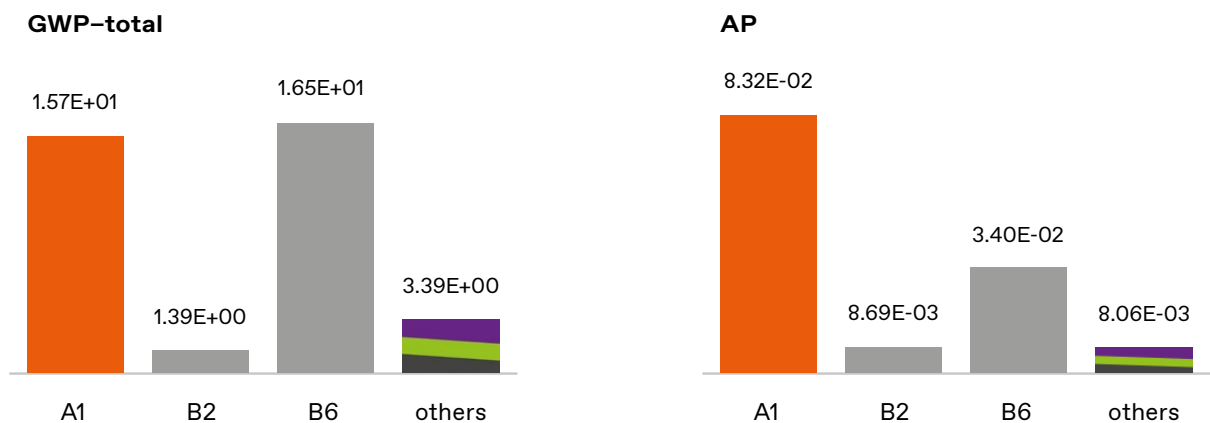 GWP–total
1.57E+01
1.39E+00
1.65E+01
3.39E+00
A1
B2
B6
others
AP
8.32E-02
8.69E-03
3.40E-02
8.06E-03
A1
B2
B6
others